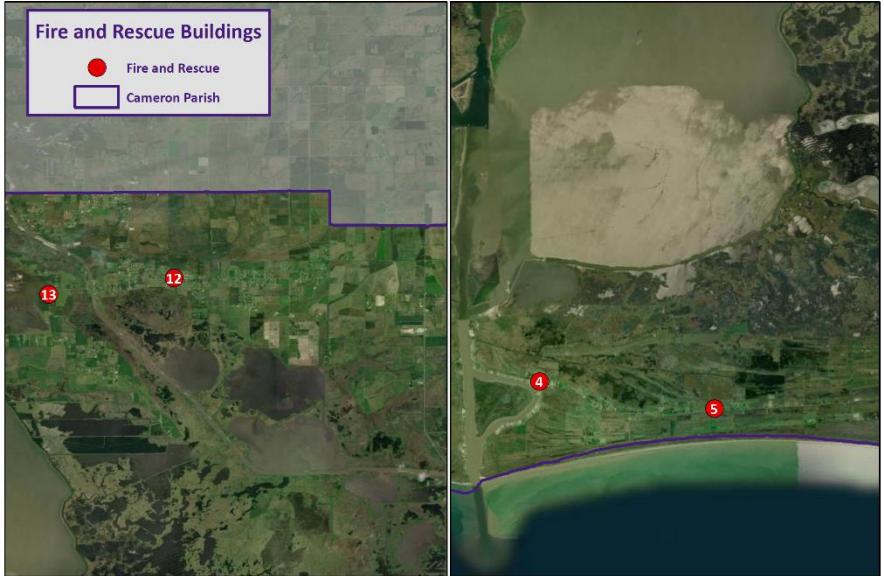 Fire and Rescue Buildings
Fire and Rescue
Cameron Parish
12
13
4
5